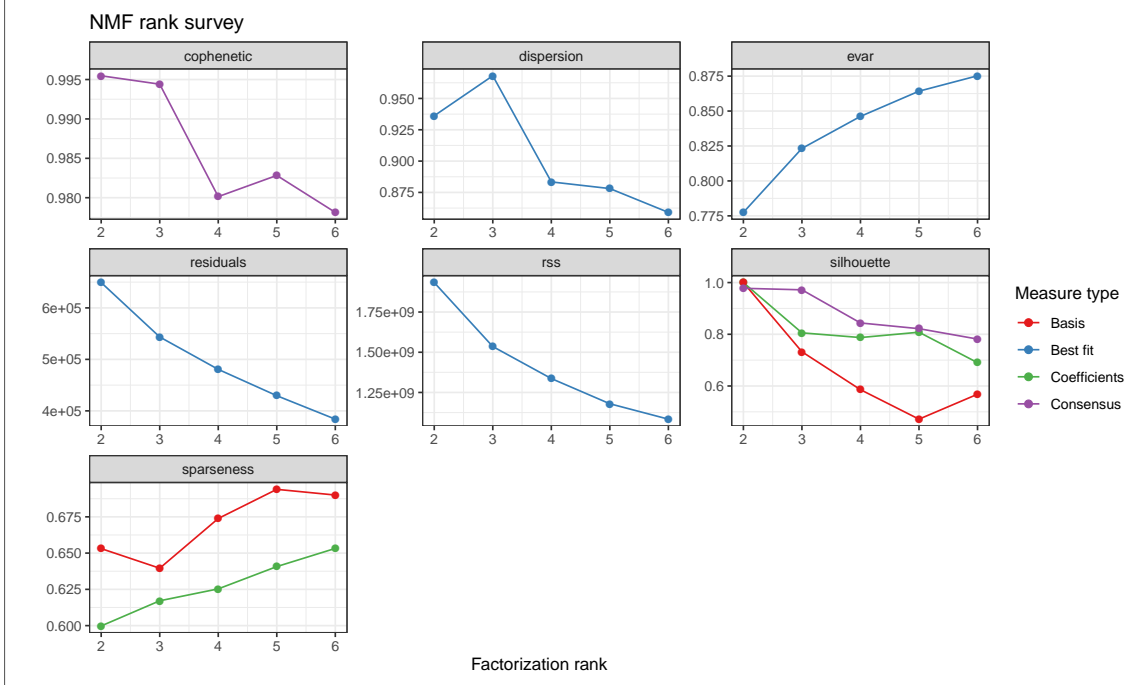 NMF rank survey
cophenetic
dispersion
evar
0.995
0.990
0.985
0.980
2 3 4 5 6
0.950
0.925
0.900
0.875
2 3 4 5 6
0.875
0.850
0.825
0.800
0.775
2 3 4 5 6
residuals
rss
silhouette
6e+05
5e+05
4e+05
2 3 4 5 6
1.75e+09
1.50e+09
1.25e+09
2 3 4 5 6
1.0
0.8
0.6
2 3 4 5 6
Measure type
Basis
Best fit
Coefficients
Consensus
sparseness
0.675
0.650
0.625
0.600
2 3 4 5 6
Factorization rank